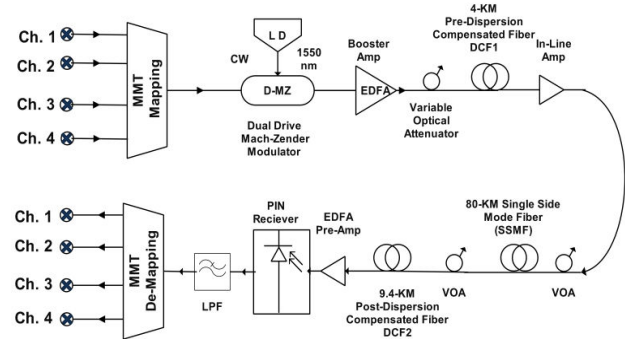 Ch. 1
Ch. 2
Ch. 3
Ch. 4
MMT
Mapping
CW
L D
1550
nm
D-MZ
Dual Drive
Mach-Zender
Modulator
Booster
Amp
EDFA
Variable
Optical
Attenuator
4-KM
Pre-Dispersion
Compensated Fiber
DCF1
In-Line
Amp
Ch. 1
Ch. 2
Ch. 3
Ch. 4
MMT
De-Mapping
LPF
PIN
Reciever
EDFA
Pre-Amp
9.4-KM
Post-Dispersion
Compensated Fiber
DCF2
VOA
80-KM Single Side
Mode Fiber
(SSMF)
VOA